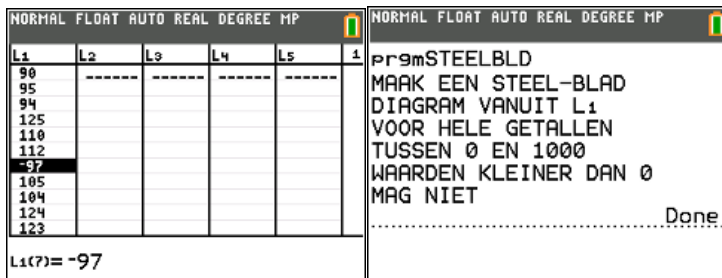 NORMAL FLOAT AUTO REAL DEGREE MP
L1 L2 L3 L4 L5 1
90 ------ ------ ------ ------
95
94
125
110
112
-97
105
104
124
123
L1(7)= -97
NORMAL FLOAT AUTO REAL DEGREE MP
prgmSTEELBLD
MAAK EEN STEEL-BLAD
DIAGRAM VANUIT L1
VOOR HELE GETALLEN
TUSSEN 0 EN 1000
WAARDEN KLEINER DAN 0
MAG NIET
Done